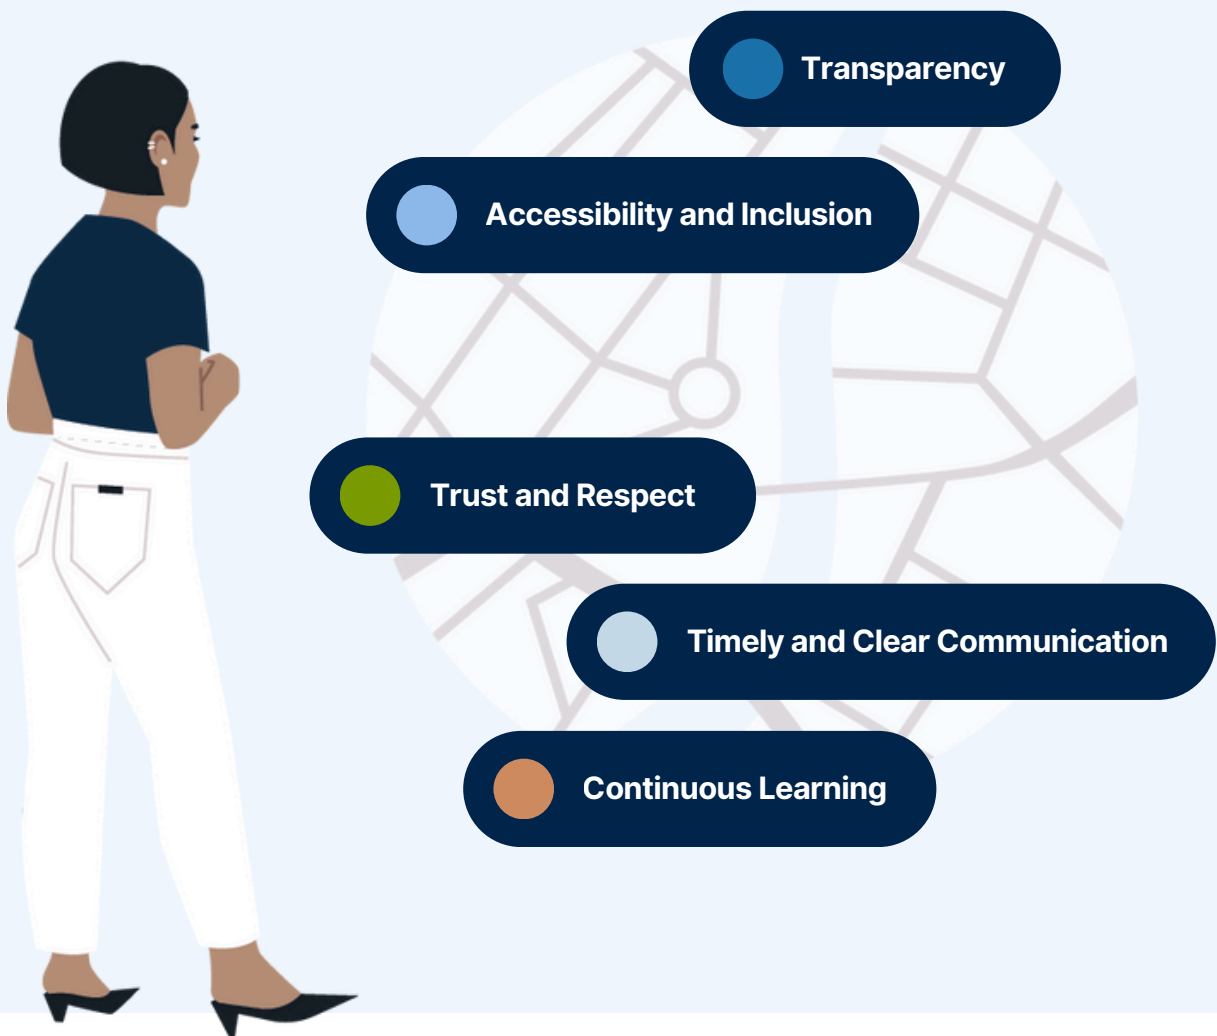 Transparency
Accessibility and Inclusion
Trust and Respect
Timely and Clear Communication
Continuous Learning